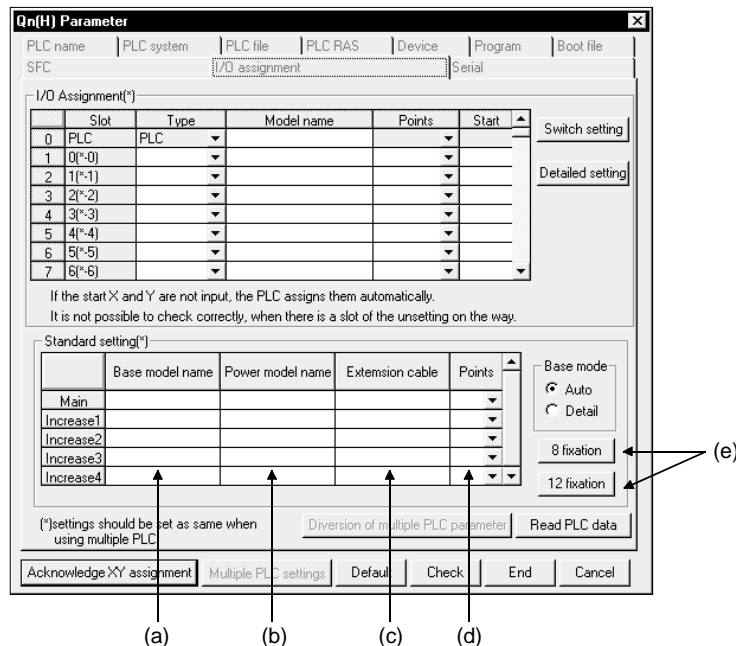 Qn(H) Parameter
PLC name PLC system PLC file PLC RAS Device Program Boot file
SFC I/O assignment Serial
I/O Assignment(*)
Slot Type Model name Points Start
0 PLC PLC
1 0(*-0)
2 1(*-1)
3 2(*-2)
4 3(*-3)
5 4(*-4)
6 5(*-5)
7 6(*-6)
Switch setting
Detailed setting
If the start X and Y are not input, the PLC assigns them automatically.
It is not possible to check correctly, when there is a slot of the unsetting on the way.
Standard setting(*)
Base model name Power model name Extemsion cable Points
Main
Increase1
Increase2
Increase3
Increase4
Base mode
Auto
Detail
8 fixation
12 fixation
(e)
(*)settings should be set as same when
using multiple PLC.
Diversion of multiple PLC parameter Read PLC data
Acknowledge XY assignment Multiple PLC settings Default Check End Cancel
(a) (b) (c) (d)